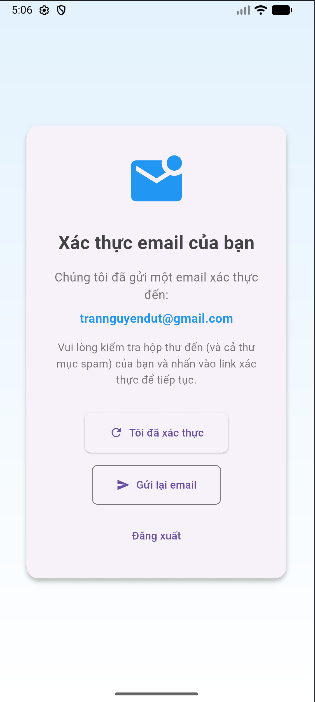 5:06
Xác thực email của bạn
Chúng tôi đã gửi một email xác thực
đến:
trannguyendut@gmail.com
Vui lòng kiểm tra hộp thư đến (và cả thư
mục spam) của bạn và nhấn vào link xác
thực để tiếp tục.
Tôi đã xác thực
Gửi lại email
Đăng xuất